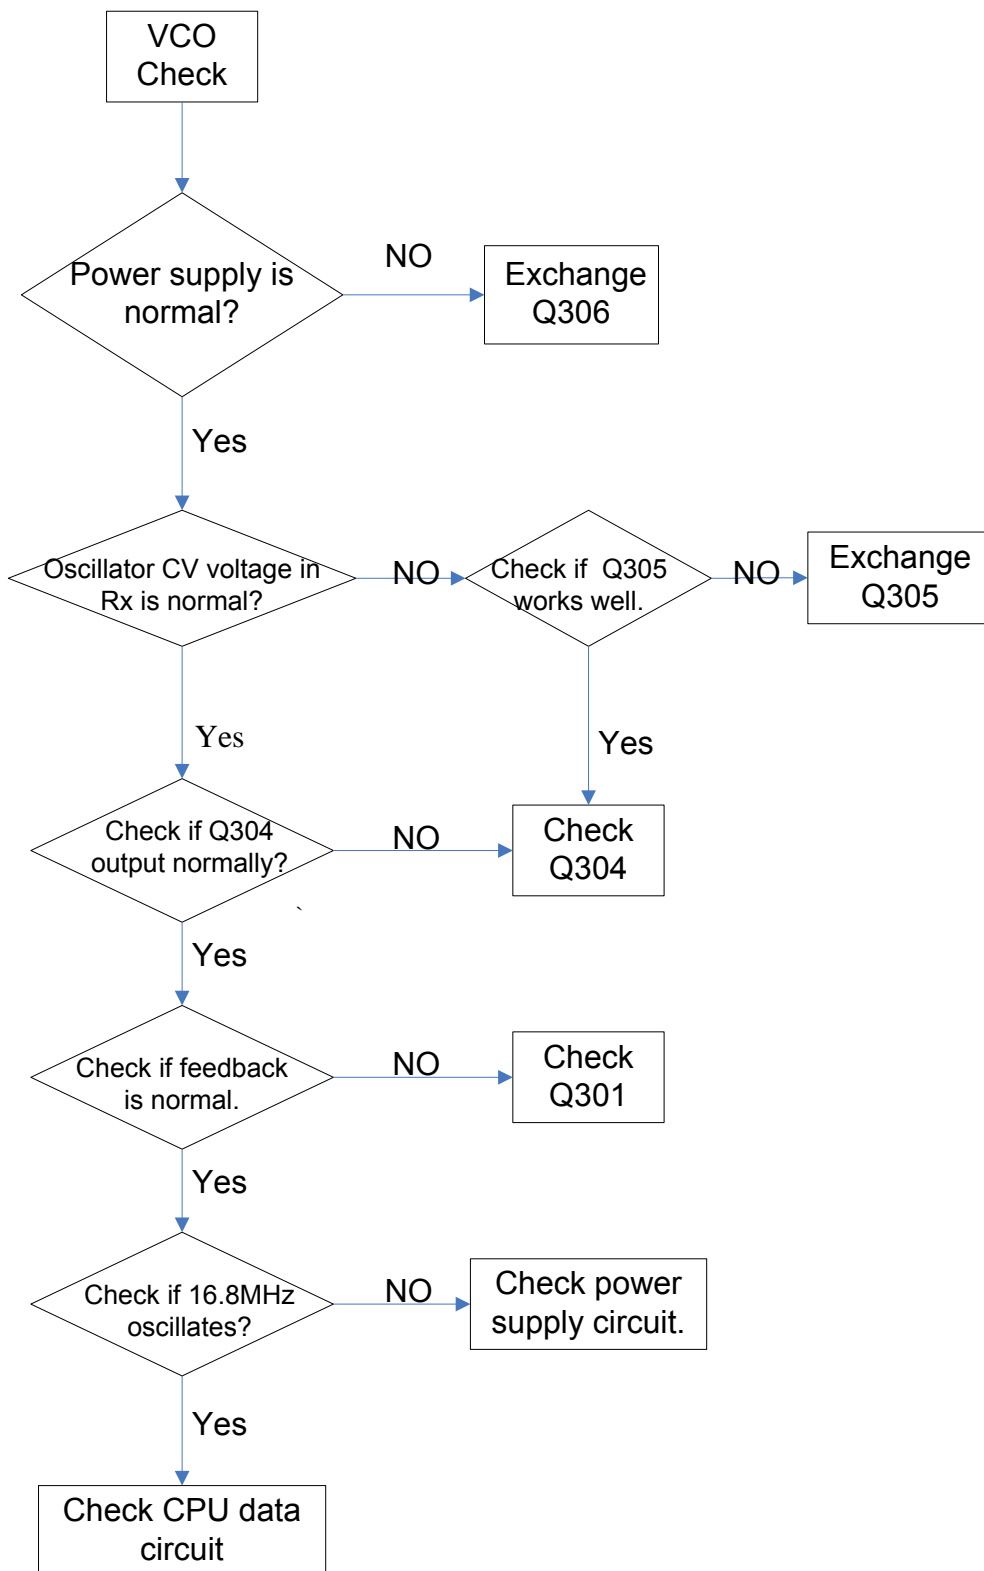 VCO
Check
Power supply is
normal?
NO
Exchange
Q306
Yes
Oscillator CV voltage in
Rx is normal?
NO
Check if Q305
works well.
NO
Exchange
Q305
Yes
Yes
Check if Q304
output normally?
NO
Check
Q304
`
Yes
Check if feedback
is normal.
NO
Check
Q301
Yes
Check if 16.8MHz
oscillates?
NO
Check power
supply circuit.
Yes
Check CPU data
circuit